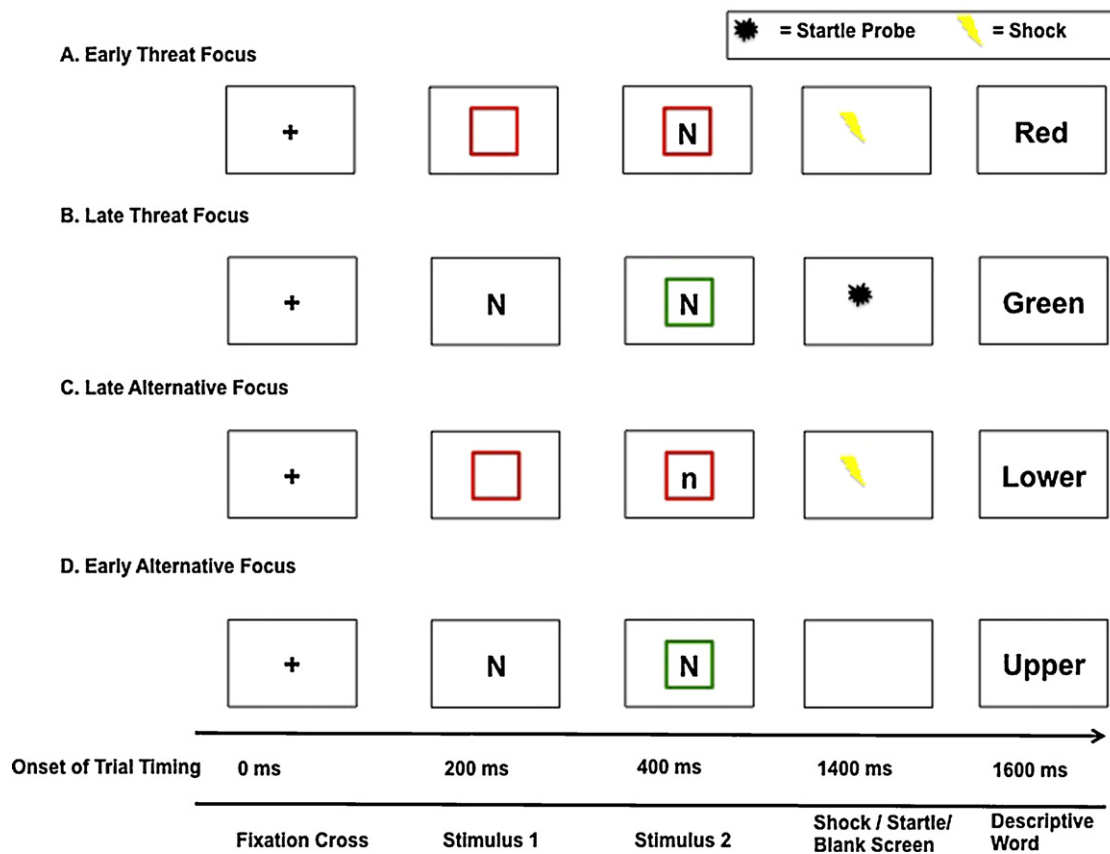 = Startle Probe = Shock
A. Early Threat Focus
+ N Red
B. Late Threat Focus
+ N N Green
C. Late Alternative Focus
+ n Lower
D. Early Alternative Focus
+ N N Upper
Onset of Trial Timing 0 ms 200 ms 400 ms 1400 ms 1600 ms
Fixation Cross Stimulus 1 Stimulus 2 Shock / Startle/ Descriptive
Blank Screen Word